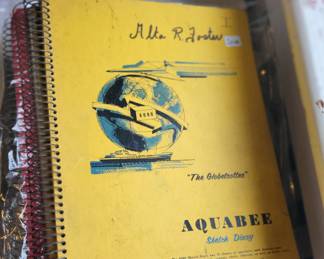 Alta R. Foster
"The Globetrotter"
AQUABEE
Sketch Diary